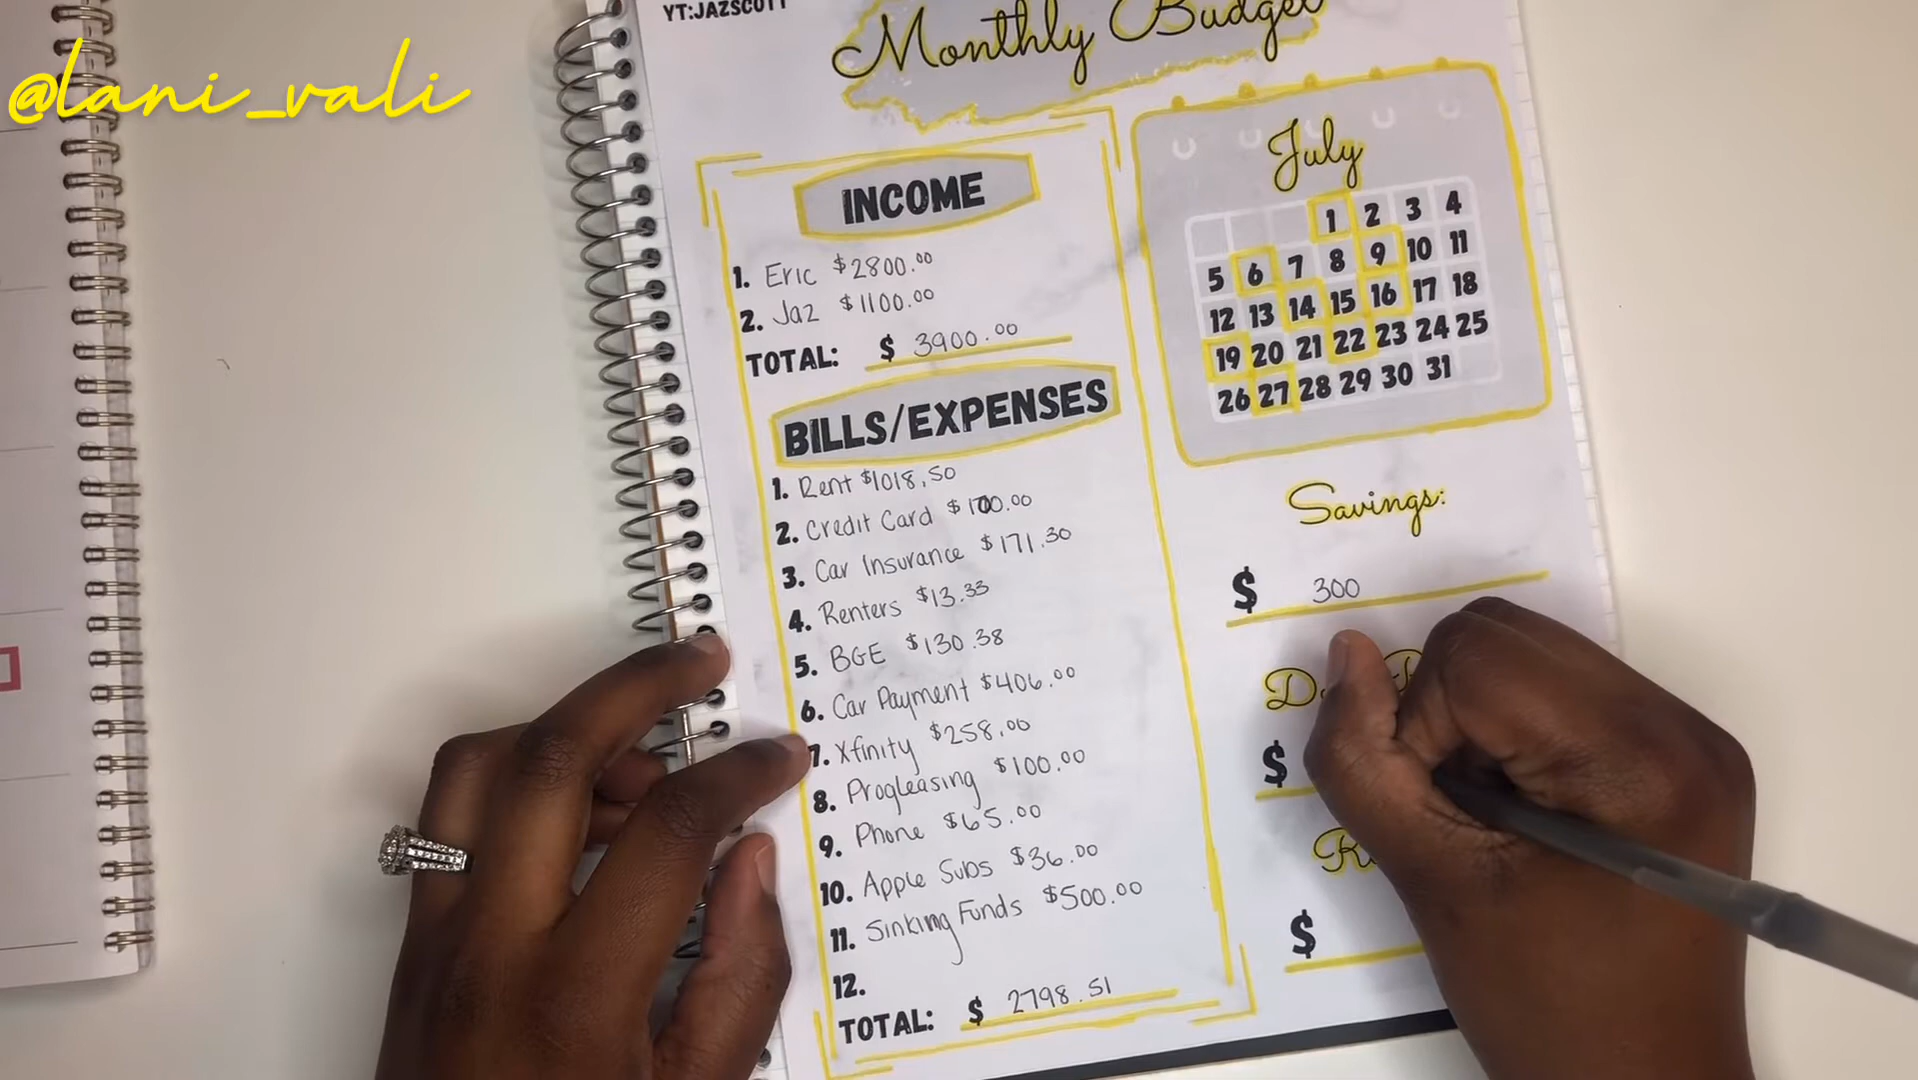 @lani_vali
YT:JAZSCOTT
Monthly Budget
INCOME
1. Eric $2800.00
2. Jaz $1100.00
TOTAL: $ 3900.00
BILLS/EXPENSES
1. Rent $1018.50
2. Credit Card $100.00
3. Car Insurance $171.30
4. Renters $13.33
5. BGE $130.38
6. Car Payment $406.00
7. Xfinity $258.00
8. Progleasing $100.00
9. Phone $65.00
10. Apple Subs $36.00
11. Sinking Funds $500.00
12.
TOTAL: $ 2798.51
July
1 2 3 4
5 6 7 8 9 10 11
12 13 14 15 16 17 18
19 20 21 22 23 24 25
26 27 28 29 30 31
Savings:
$ 300
$
$